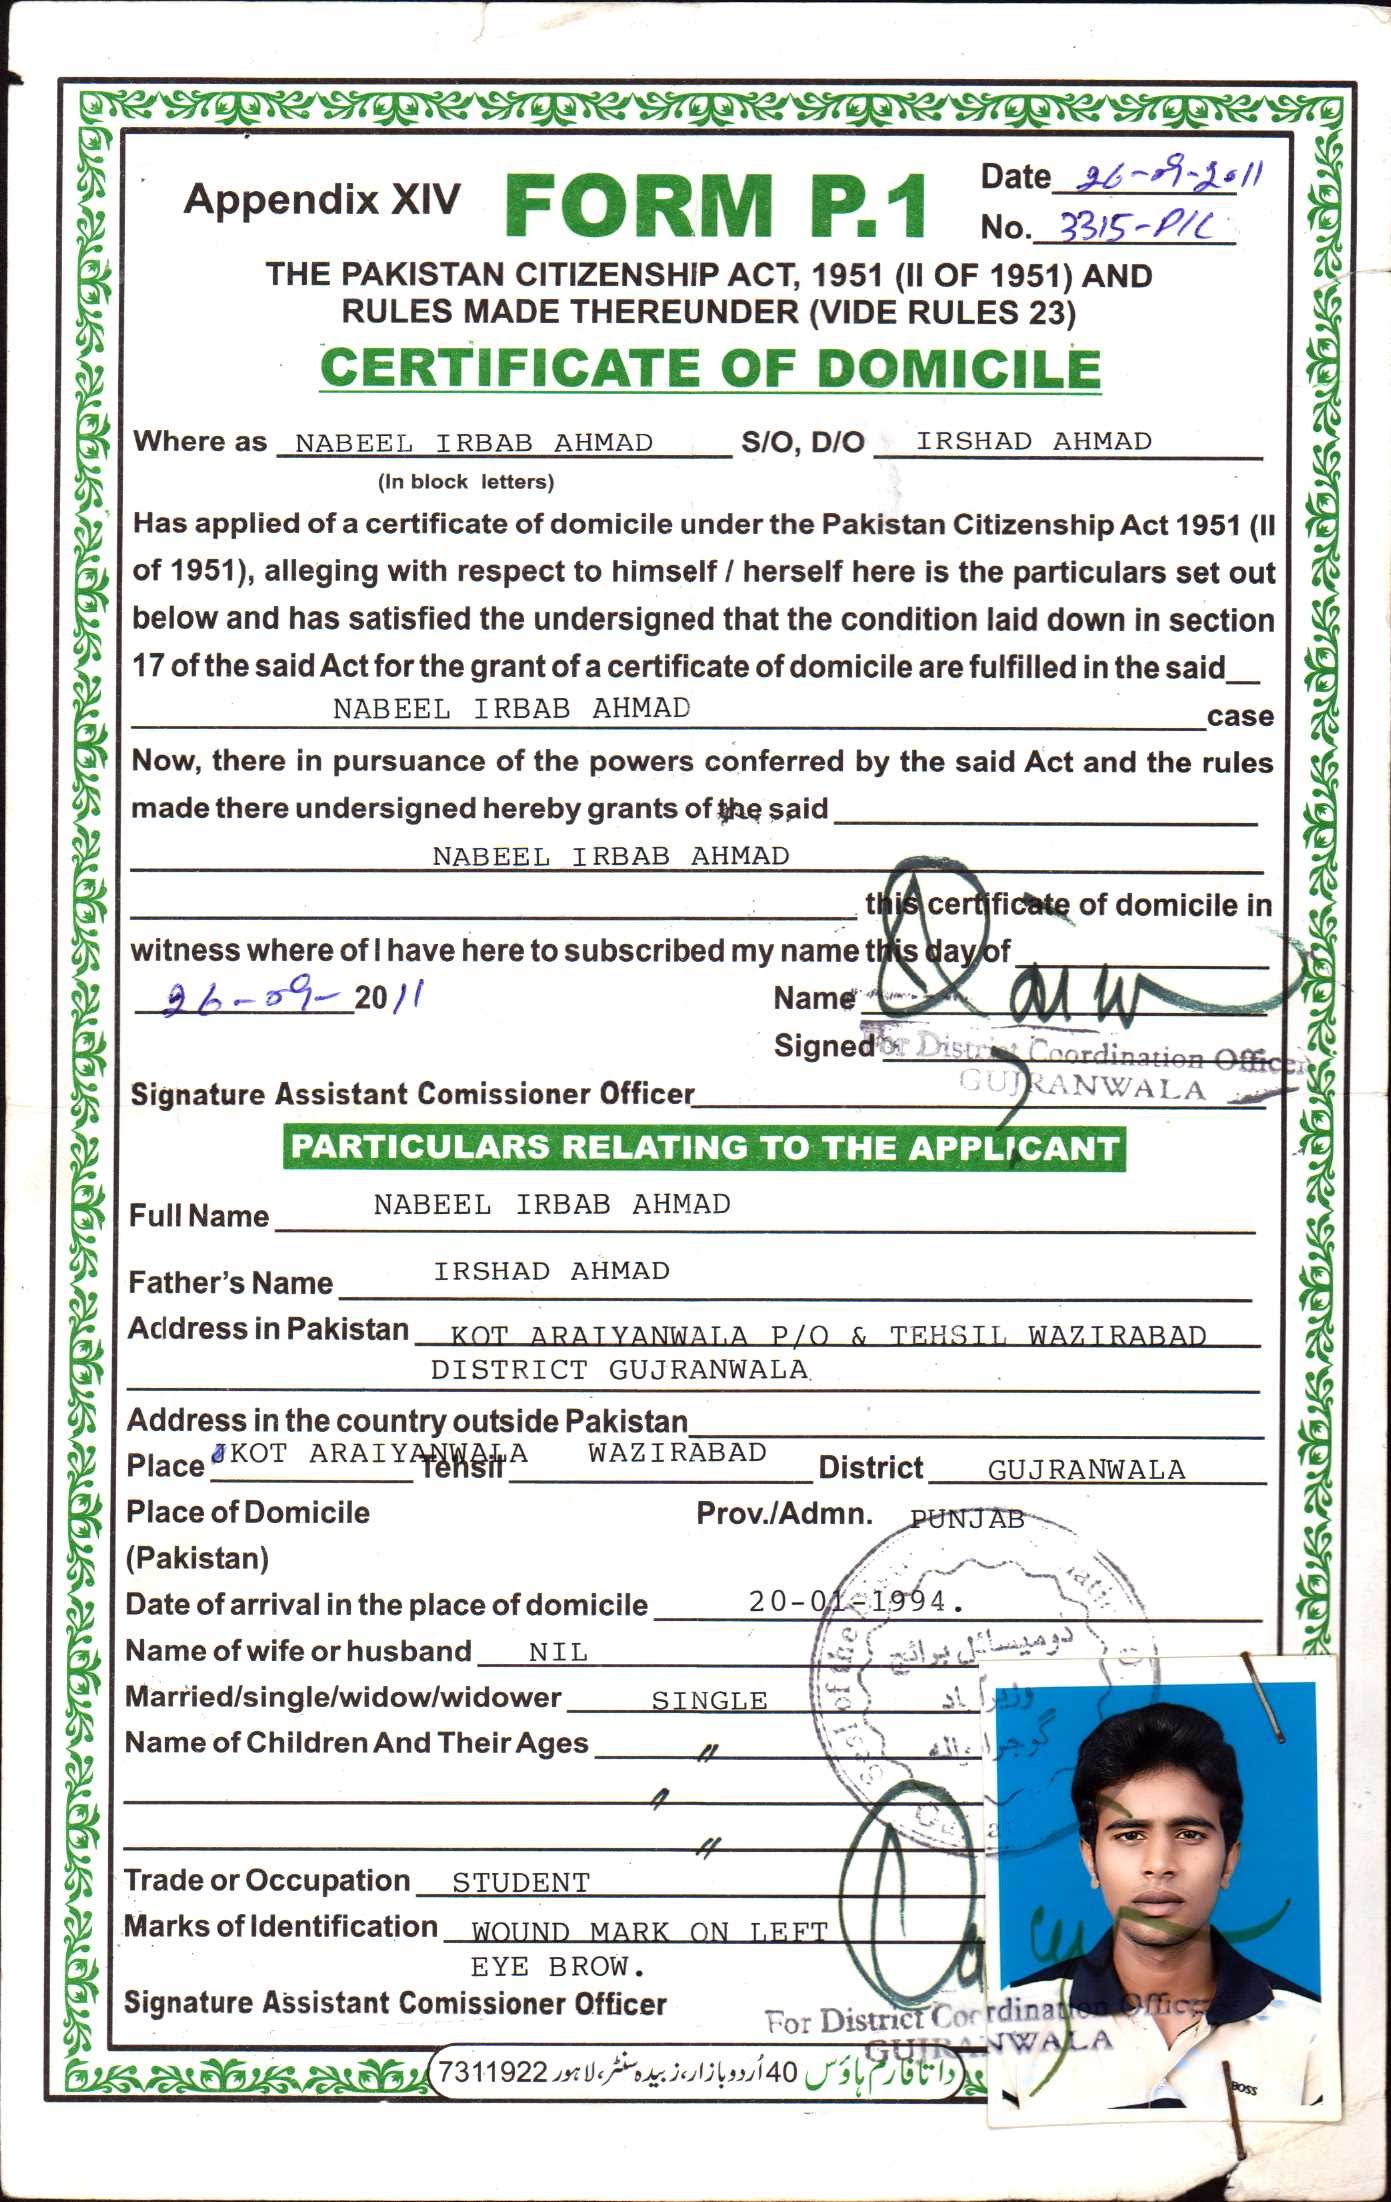 Appendix XIV FORM P.1
Date 26-09-2011
No. 3315-P/C
THE PAKISTAN CITIZENSHIP ACT, 1951 (II OF 1951) AND
RULES MADE THEREUNDER (VIDE RULES 23)
CERTIFICATE OF DOMICILE
Where as NABEEL IRBAB AHMAD S/O, D/O IRSHAD AHMAD
(In block letters)
Has applied of a certificate of domicile under the Pakistan Citizenship Act 1951 (II
of 1951), alleging with respect to himself / herself here is the particulars set out
below and has satisfied the undersigned that the condition laid down in section
17 of the said Act for the grant of a certificate of domicile are fulfilled in the said
NABEEL IRBAB AHMAD case
Now, there in pursuance of the powers conferred by the said Act and the rules
made there undersigned hereby grants of the said
NABEEL IRBAB AHMAD
this certificate of domicile in
witness where of I have here to subscribed my name this day of
26-09-2011 Name
Signed For District Coordination Officer
GUJRANWALA
Signature Assistant Comissioner Officer
PARTICULARS RELATING TO THE APPLICANT
Full Name NABEEL IRBAB AHMAD
Father's Name IRSHAD AHMAD
Address in Pakistan KOT ARAIYANWALA P/O & TEHSIL WAZIRABAD
DISTRICT GUJRANWALA
Address in the country outside Pakistan
Place KOT ARAIYANWALA Tehsil WAZIRABAD District GUJRANWALA
Place of Domicile Prov./Admn. PUNJAB
(Pakistan)
Date of arrival in the place of domicile 20-01-1994.
Name of wife or husband NIL
Married/single/widow/widower SINGLE
Name of Children And Their Ages "
"
"
Seal of the
ڈومیسائل برانچ
Trade or Occupation STUDENT
Marks of Identification WOUND MARK ON LEFT
EYE BROW.
Signature Assistant Comissioner Officer
For District Coordination Officer
GUJRANWALA
BOSS
داتا فارم ہاؤس 40 اُردو بازار، زبیدہ سنٹر، لاہور 7311922